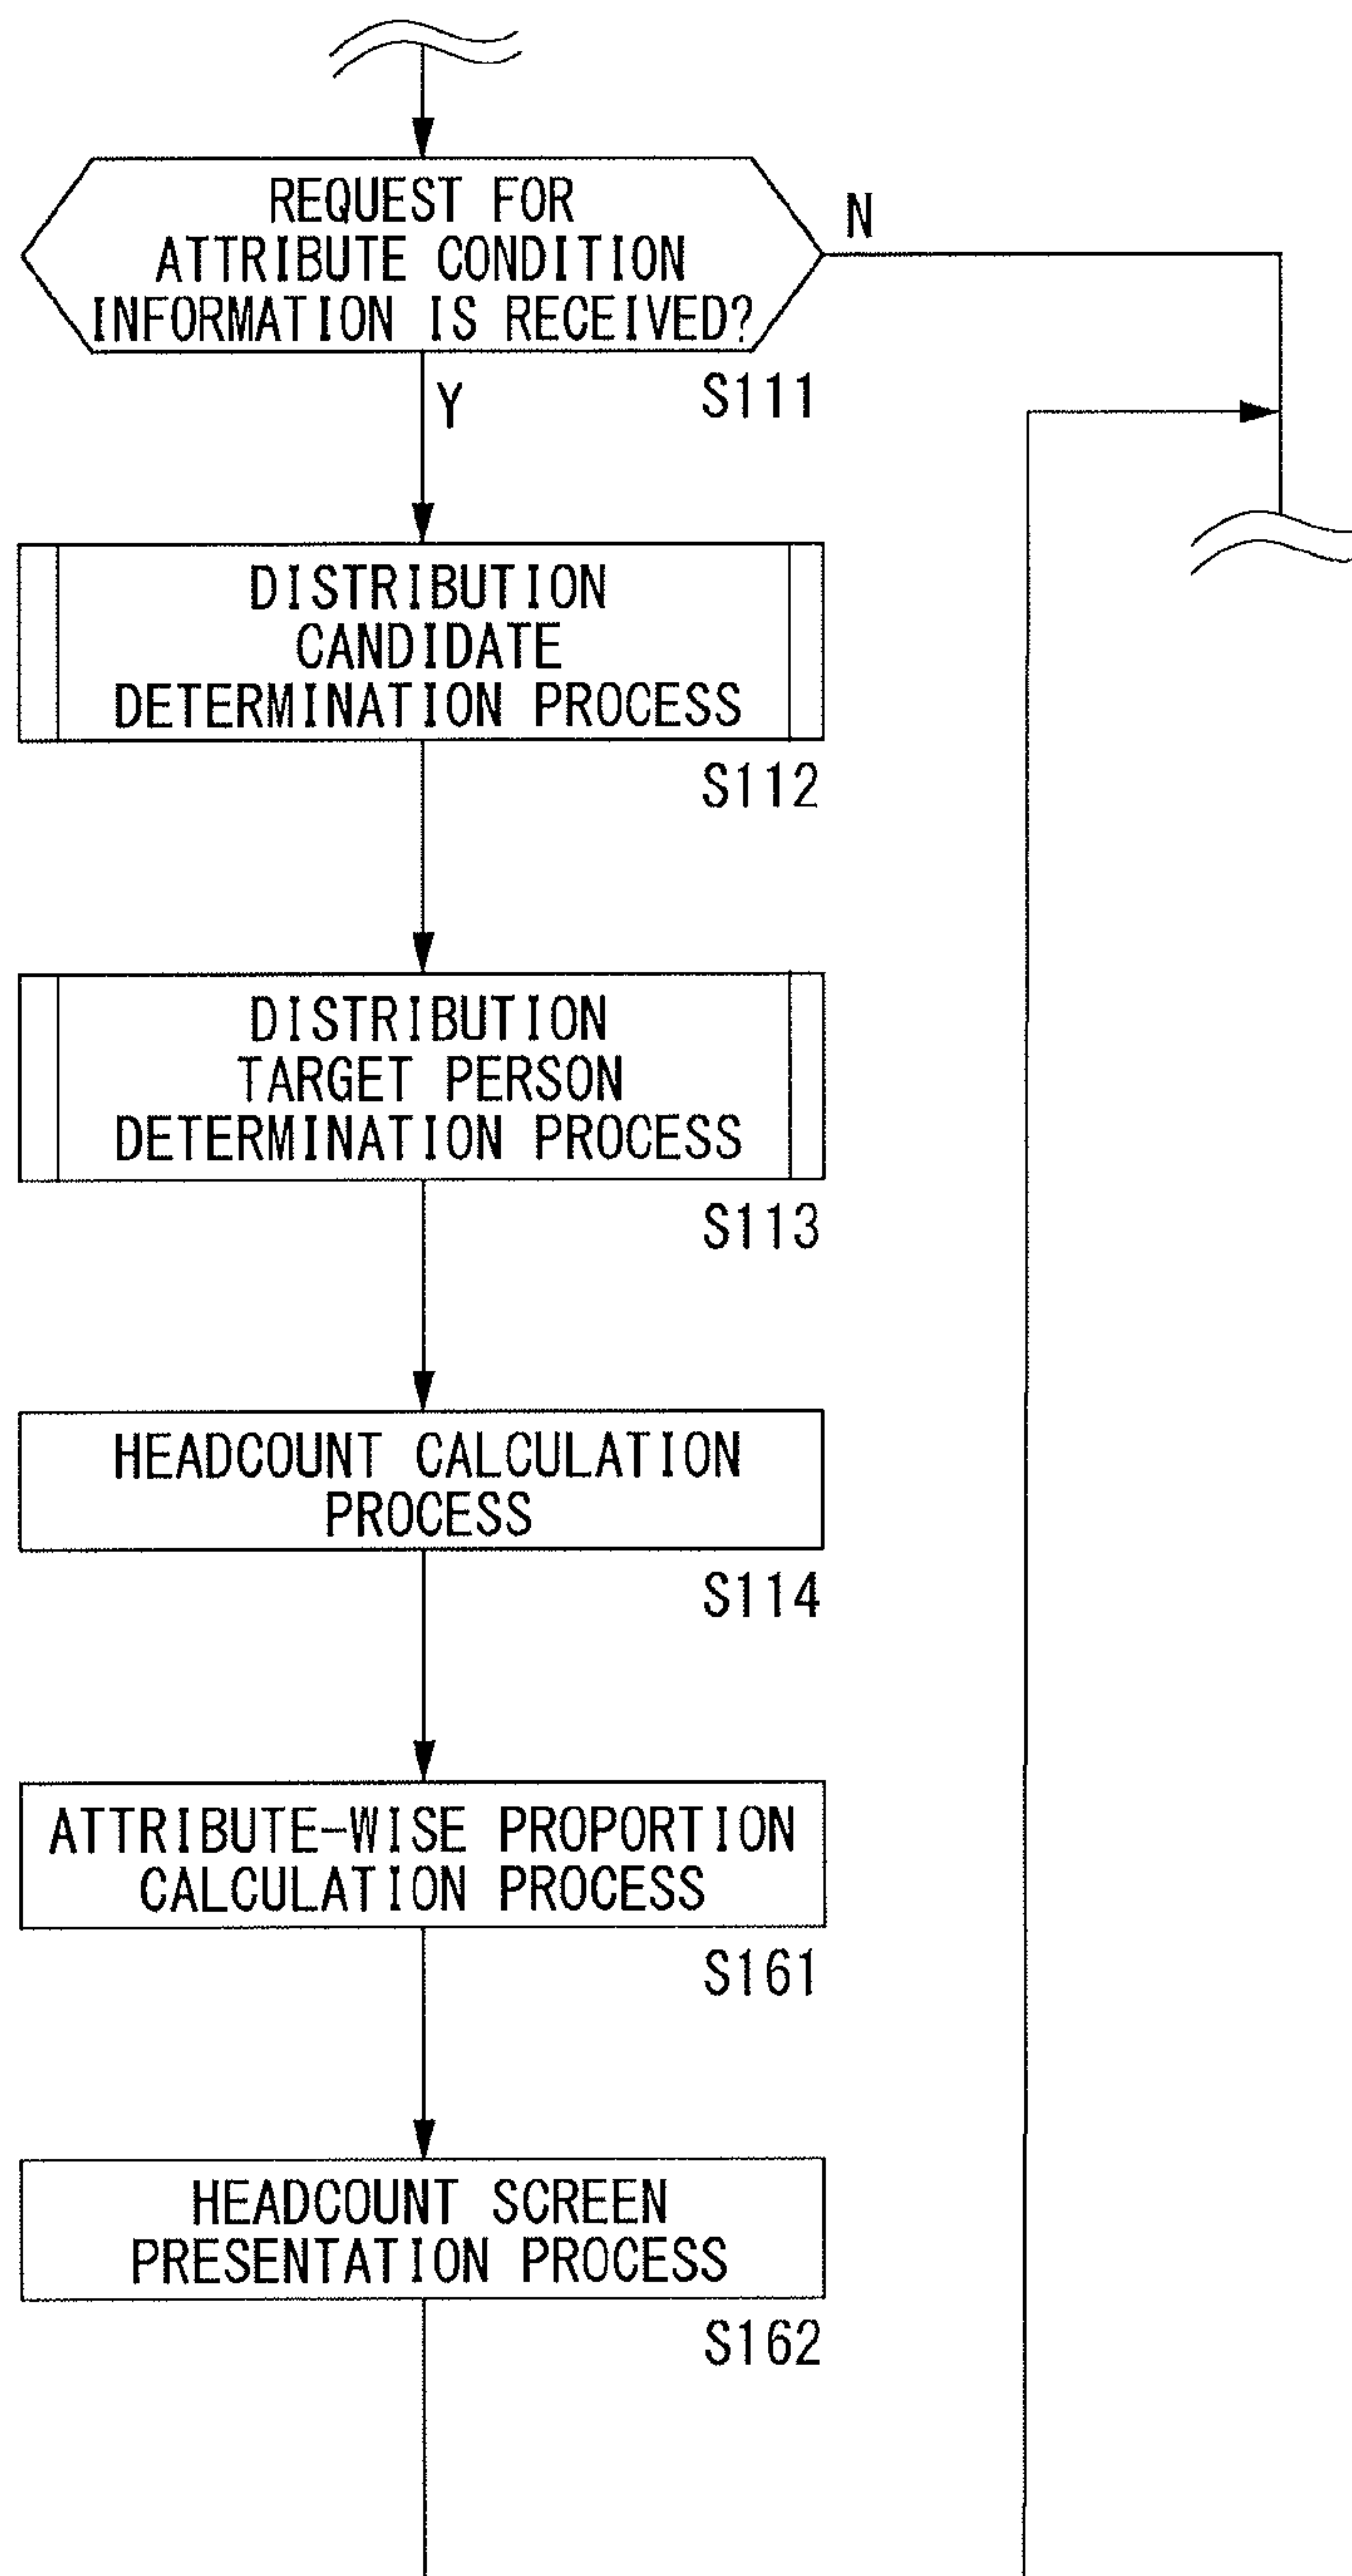 REQUEST FOR
ATTRIBUTE CONDITION
INFORMATION IS RECEIVED?
N
Y
S111
DISTRIBUTION
CANDIDATE
DETERMINATION PROCESS
S112
DISTRIBUTION
TARGET PERSON
DETERMINATION PROCESS
S113
HEADCOUNT CALCULATION
PROCESS
S114
ATTRIBUTE-WISE PROPORTION
CALCULATION PROCESS
S161
HEADCOUNT SCREEN
PRESENTATION PROCESS
S162